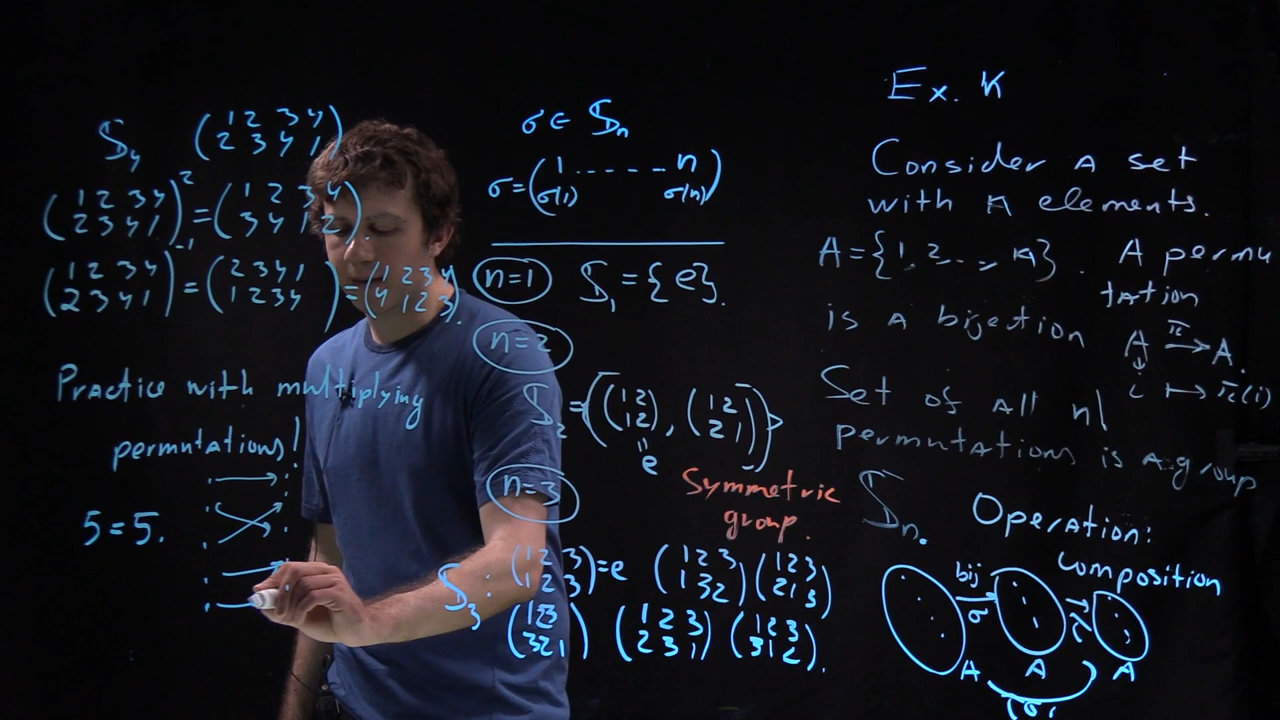 S₄ (1 2 3 4 / 2 3 4 1)
(1 2 3 4 / 2 3 4 1)² = (1 2 3 4 / 3 4 1 2).
(1 2 3 4 / 2 3 4 1)⁻¹ = (2 3 4 1 / 1 2 3 4) = (1 2 3 4 / 4 1 2 3).
Practice with multiplying
permutations!
5 = 5.
σ ∈ Sₙ
σ = (1 ...... n / σ(1) σ(n))
n=1 S₁ = {e}.
n=2
S₂ = {(1 2 / 1 2), (1 2 / 2 1)}
=
e
Symmetric
group.
n=3
S₃: (1 2 3 / 1 2 3) = e (1 2 3 / 1 3 2) (1 2 3 / 2 1 3)
(1 2 3 / 3 2 1) (1 2 3 / 2 3 1) (1 2 3 / 3 1 2).
Ex. K
Consider A set
with n elements.
A = {1, 2, .., n}. A permu
tation
is a bijection A π→ A.
i ↦ π(i)
Set of all n!
permutations is a group
Sₙ.
Operation:
composition
bij
σ λ
A A A